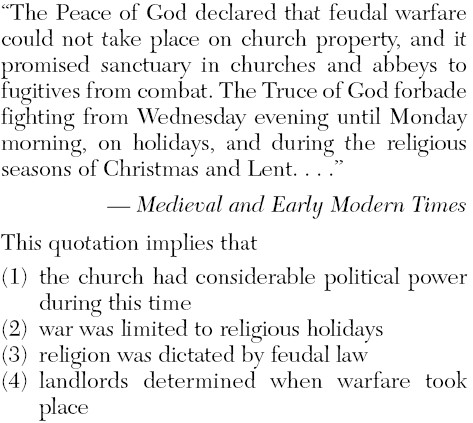 “The Peace of God declared that feudal warfare
could not take place on church property, and it
promised sanctuary in churches and abbeys to
fugitives from combat. The Truce of God forbade
fighting from Wednesday evening until Monday
morning, on holidays, and during the religious
seasons of Christmas and Lent. . . .”
— Medieval and Early Modern Times
This quotation implies that
(1) the church had considerable political power
during this time
(2) war was limited to religious holidays
(3) religion was dictated by feudal law
(4) landlords determined when warfare took
place